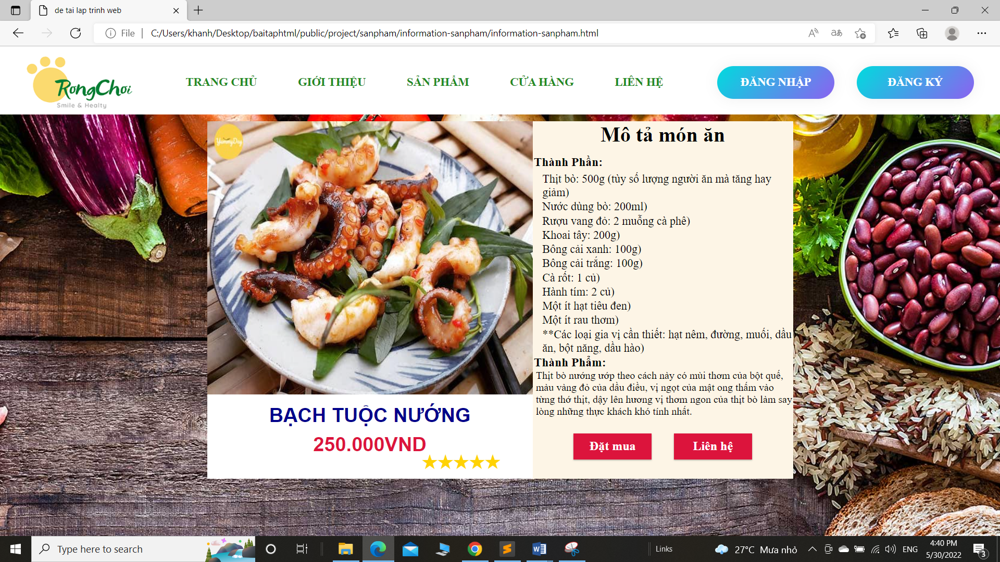 de tai lap trinh web
File
C:/Users/khanh/Desktop/baitaphtml/public/project/sanpham/information-sanpham/information-sanpham.html
RongChơi
Smile & Healty
TRANG CHỦ
GIỚI THIỆU
SẢN PHẨM
CỬA HÀNG
LIÊN HỆ
ĐĂNG NHẬP
ĐĂNG KÝ
YummyDay
BẠCH TUỘC NƯỚNG
250.000VND
Mô tả món ăn
Thành Phần:
Thịt bò: 500g (tùy số lượng người ăn mà tăng hay
giảm)
Nước dùng bò: 200ml)
Rượu vang đỏ: 2 muỗng cà phê)
Khoai tây: 200g)
Bông cải xanh: 100g)
Bông cải trắng: 100g)
Cà rốt: 1 củ)
Hành tím: 2 củ)
Một ít hạt tiêu đen)
Một ít rau thơm)
**Các loại gia vị cần thiết: hạt nêm, đường, muối, dầu
ăn, bột năng, dầu hào)
Thành Phẩm:
Thịt bò nướng ướp theo cách này có mùi thơm của bột quế,
màu vàng đỏ của dầu điều, vị ngọt của mật ong thấm vào
từng thớ thịt, dậy lên hương vị thơm ngon của thịt bò làm say
lòng những thực khách khó tính nhất.
Đặt mua
Liên hệ
Type here to search
Links
27°C Mưa nhỏ
ENG
4:40 PM
5/30/2022
3